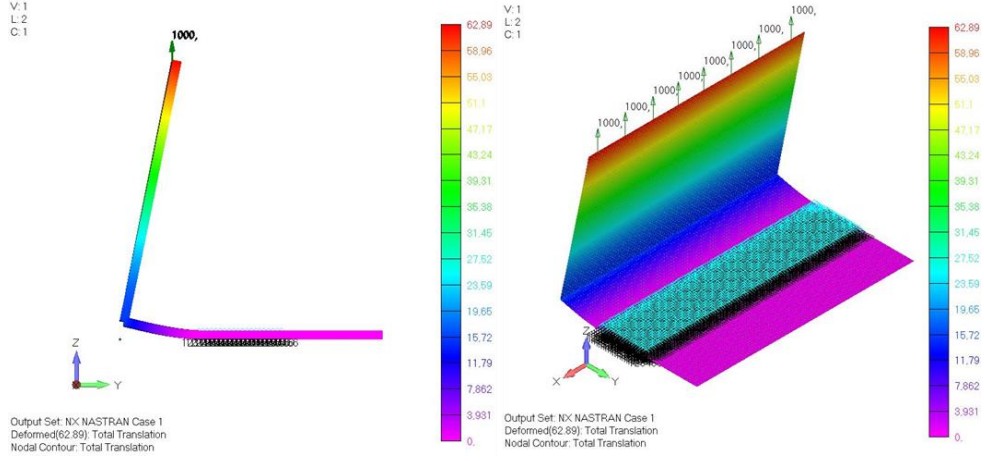 V: 1
L: 2
C: 1
1000,
62.89
58.96
55.03
51.1
47.17
43.24
39.31
35.38
31.45
27.52
23.59
19.65
15.72
11.79
7.862
3.931
0.
Z
Y
Output Set: NX NASTRAN Case 1
Deformed(62.89): Total Translation
Nodal Contour: Total Translation
V: 1
L: 2
C: 1
1000,
1000,
1000,
1000,
1000,
1000,
1000,
1000,
62.89
58.96
55.03
51.1
47.17
43.24
39.31
35.38
31.45
27.52
23.59
19.65
15.72
11.79
7.862
3.931
0.
Z
X
Y
Output Set: NX NASTRAN Case 1
Deformed(62.89): Total Translation
Nodal Contour: Total Translation